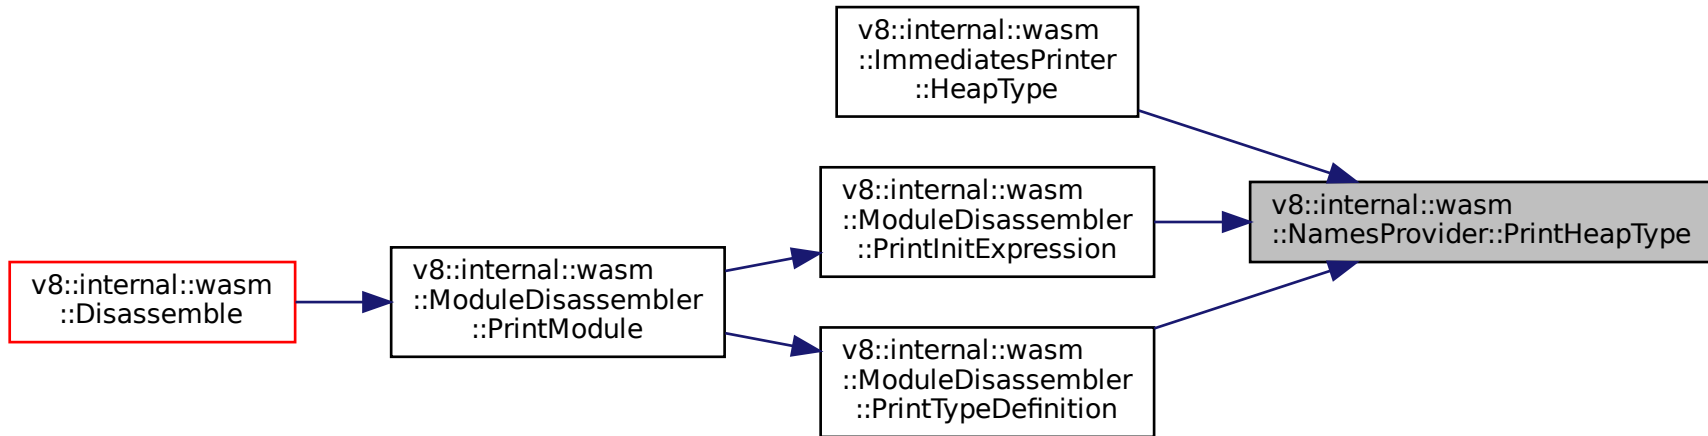 v8::internal::wasm
::ImmediatesPrinter
::HeapType
v8::internal::wasm
::ModuleDisassembler
::PrintInitExpression
v8::internal::wasm
::NamesProvider::PrintHeapType
v8::internal::wasm
::Disassemble
v8::internal::wasm
::ModuleDisassembler
::PrintModule
v8::internal::wasm
::ModuleDisassembler
::PrintTypeDefinition